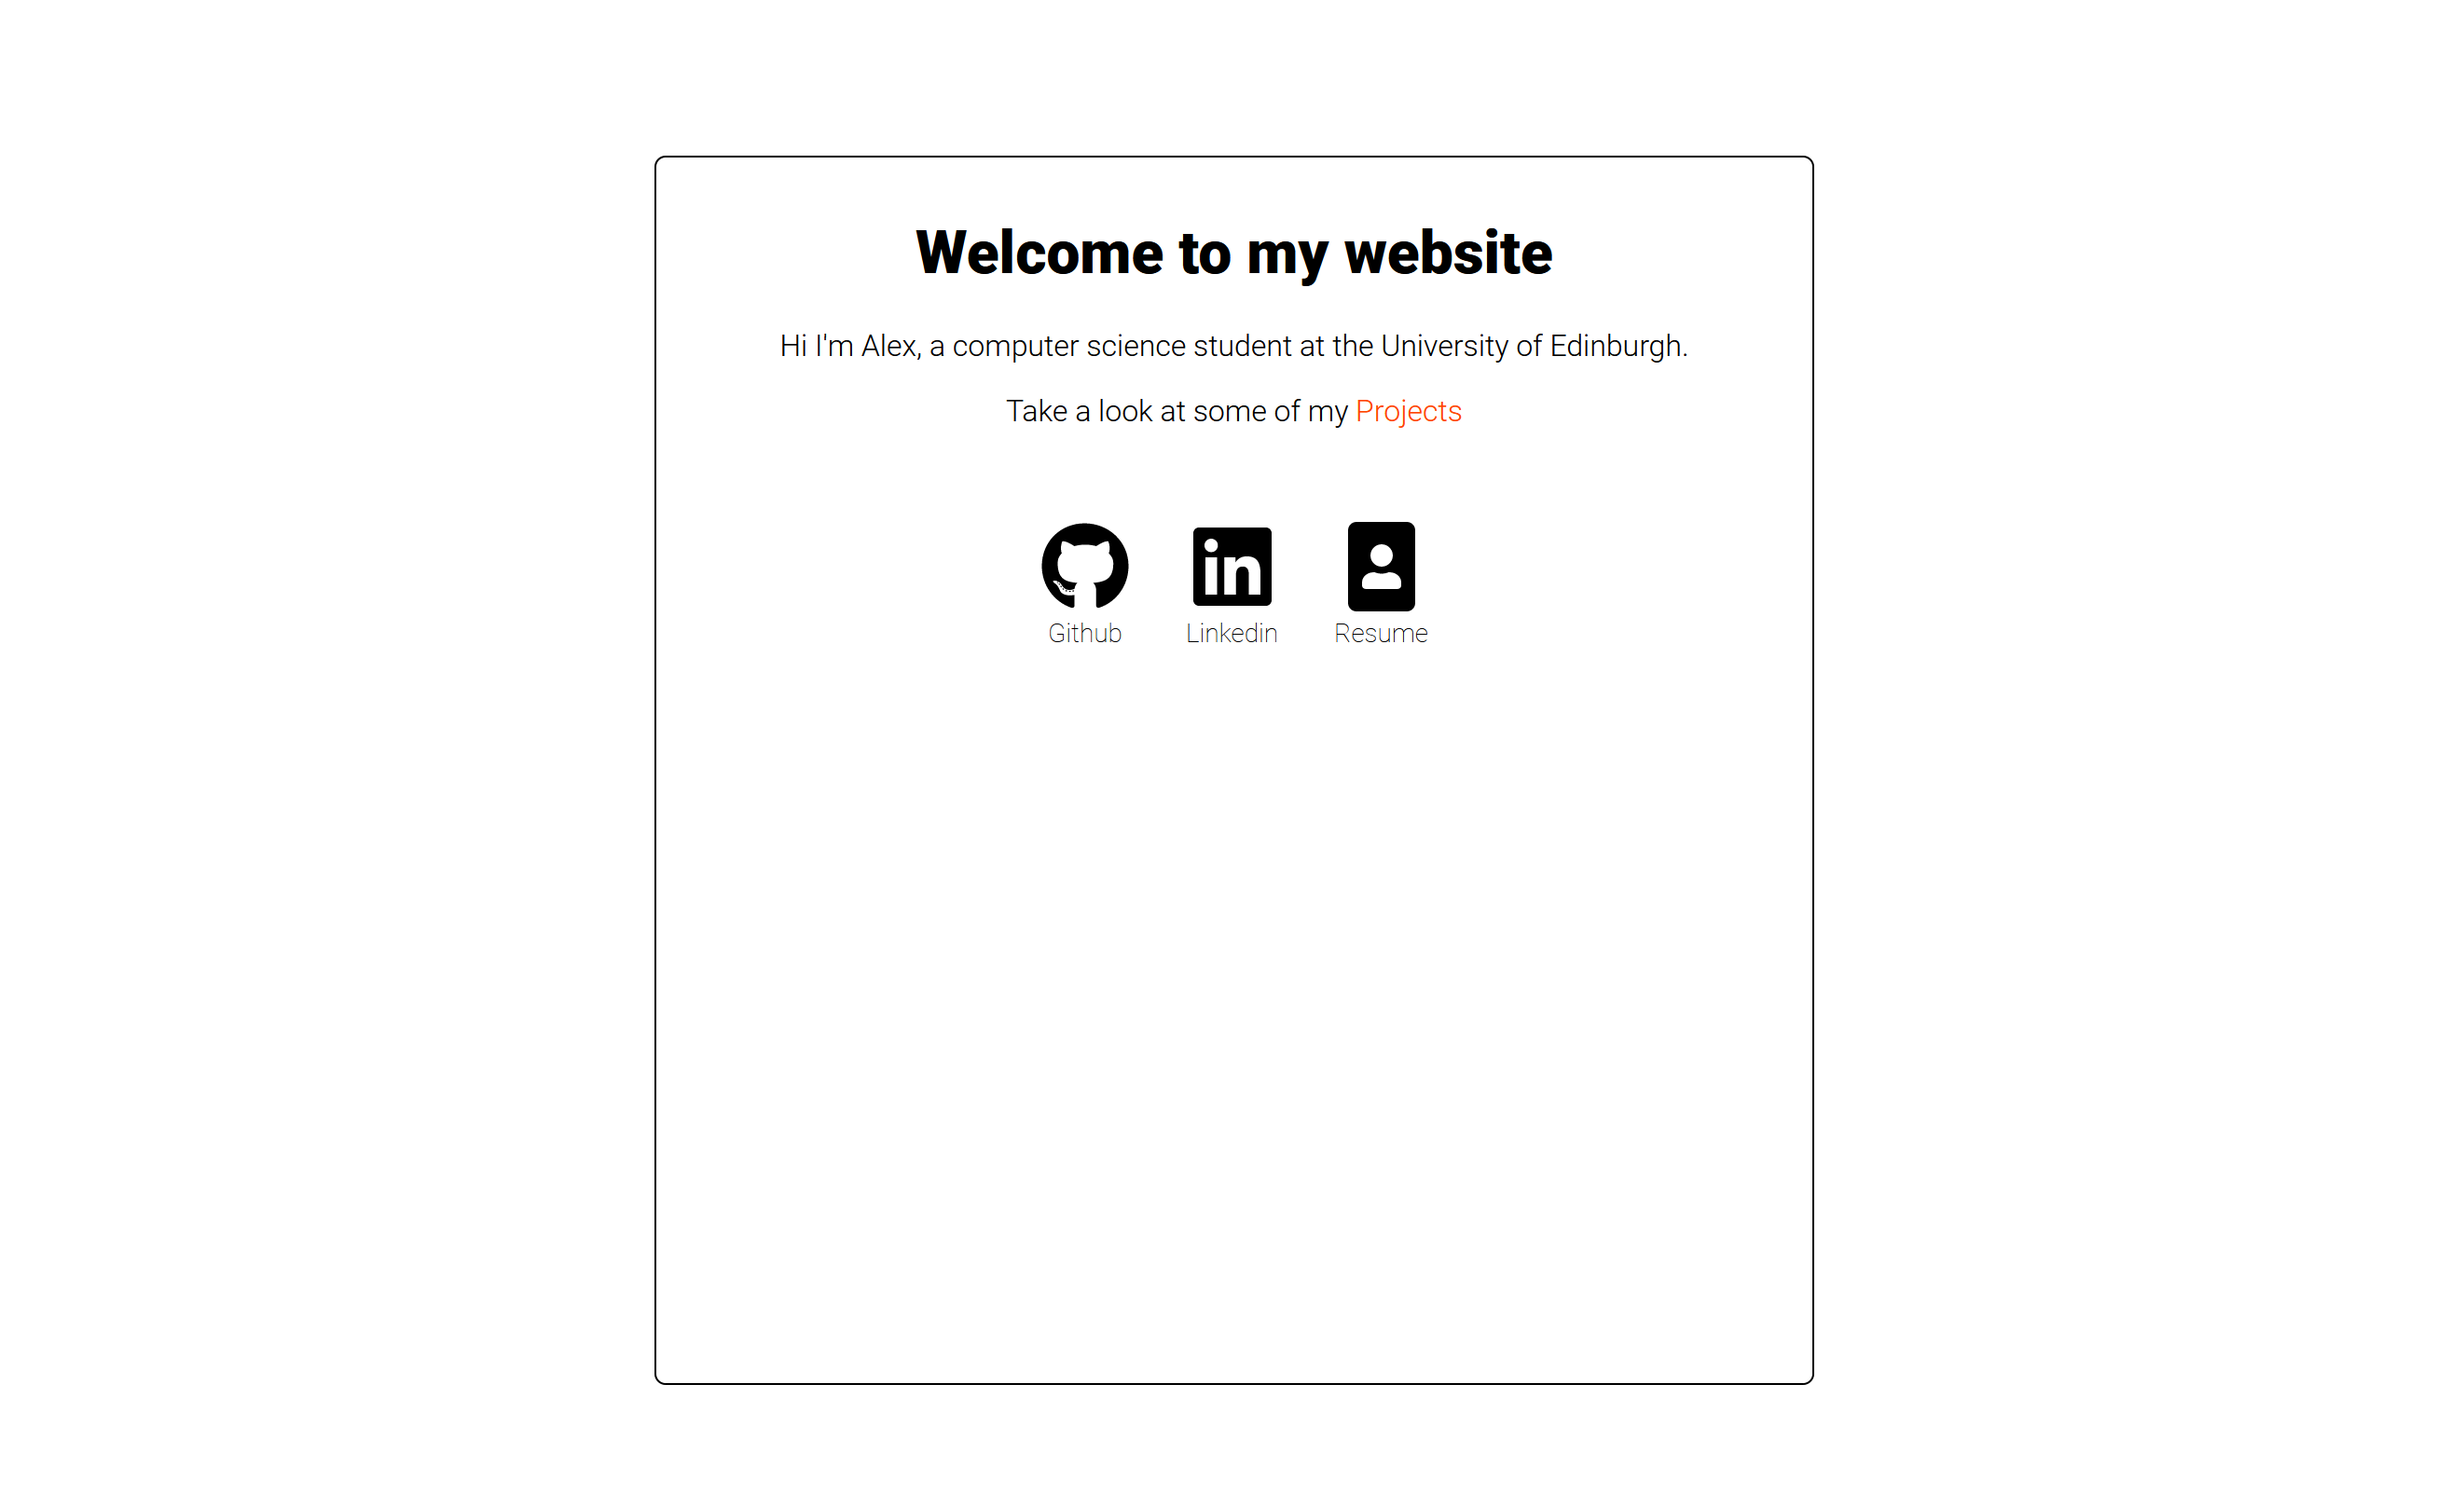 Welcome to my website
Hi I'm Alex, a computer science student at the University of Edinburgh.
Take a look at some of my Projects
in
Github Linkedin Resume